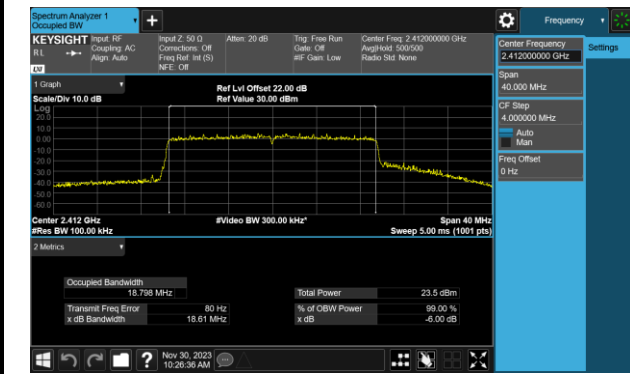 Spectrum Analyzer 1
Occupied BW
Frequency
KEYSIGHT
Input: RF
Coupling: AC
Align: Auto
Input Z: 50 Ω
Corrections: Off
Freq Ref: Int (S)
NFE: Off
Atten: 20 dB
Trig: Free Run
Gate: Off
#IF Gain: Low
Center Freq: 2.412000000 GHz
Avg|Hold: 500/500
Radio Std: None
R L
LXI
Center Frequency
2.412000000 GHz
Settings
Span
40.000 MHz
CF Step
4.000000 MHz
Auto
Man
Freq Offset
0 Hz
1 Graph
Scale/Div 10.0 dB
Ref Lvl Offset 22.00 dB
Ref Value 30.00 dBm
Log
20.0
10.0
0.00
-10.0
-20.0
-30.0
-40.0
-50.0
-60.0
Center 2.412 GHz
#Res BW 100.00 kHz
#Video BW 300.00 kHz*
Span 40 MHz
Sweep 5.00 ms (1001 pts)
2 Metrics
Occupied Bandwidth
18.798 MHz
Total Power 23.5 dBm
Transmit Freq Error 80 Hz
% of OBW Power 99.00 %
x dB Bandwidth 18.61 MHz
x dB -6.00 dB
Nov 30, 2023
10:26:36 AM